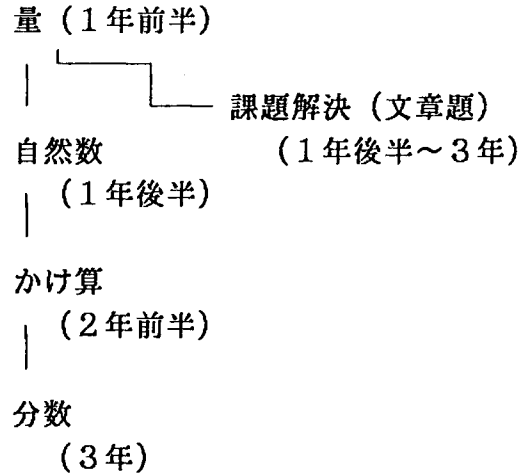 量（１年前半）
課題解決（文章題）
自然数
（１年後半～３年）
（１年後半）
かけ算
（２年前半）
分数
（３年）